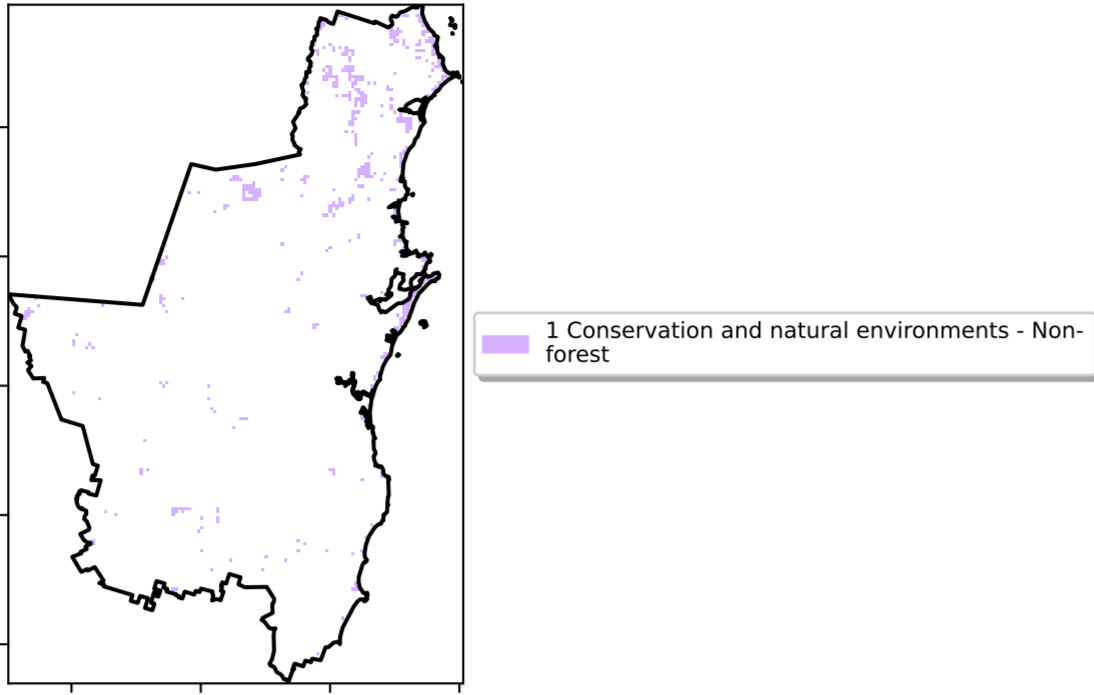 1 Conservation and natural environments - Non-
forest